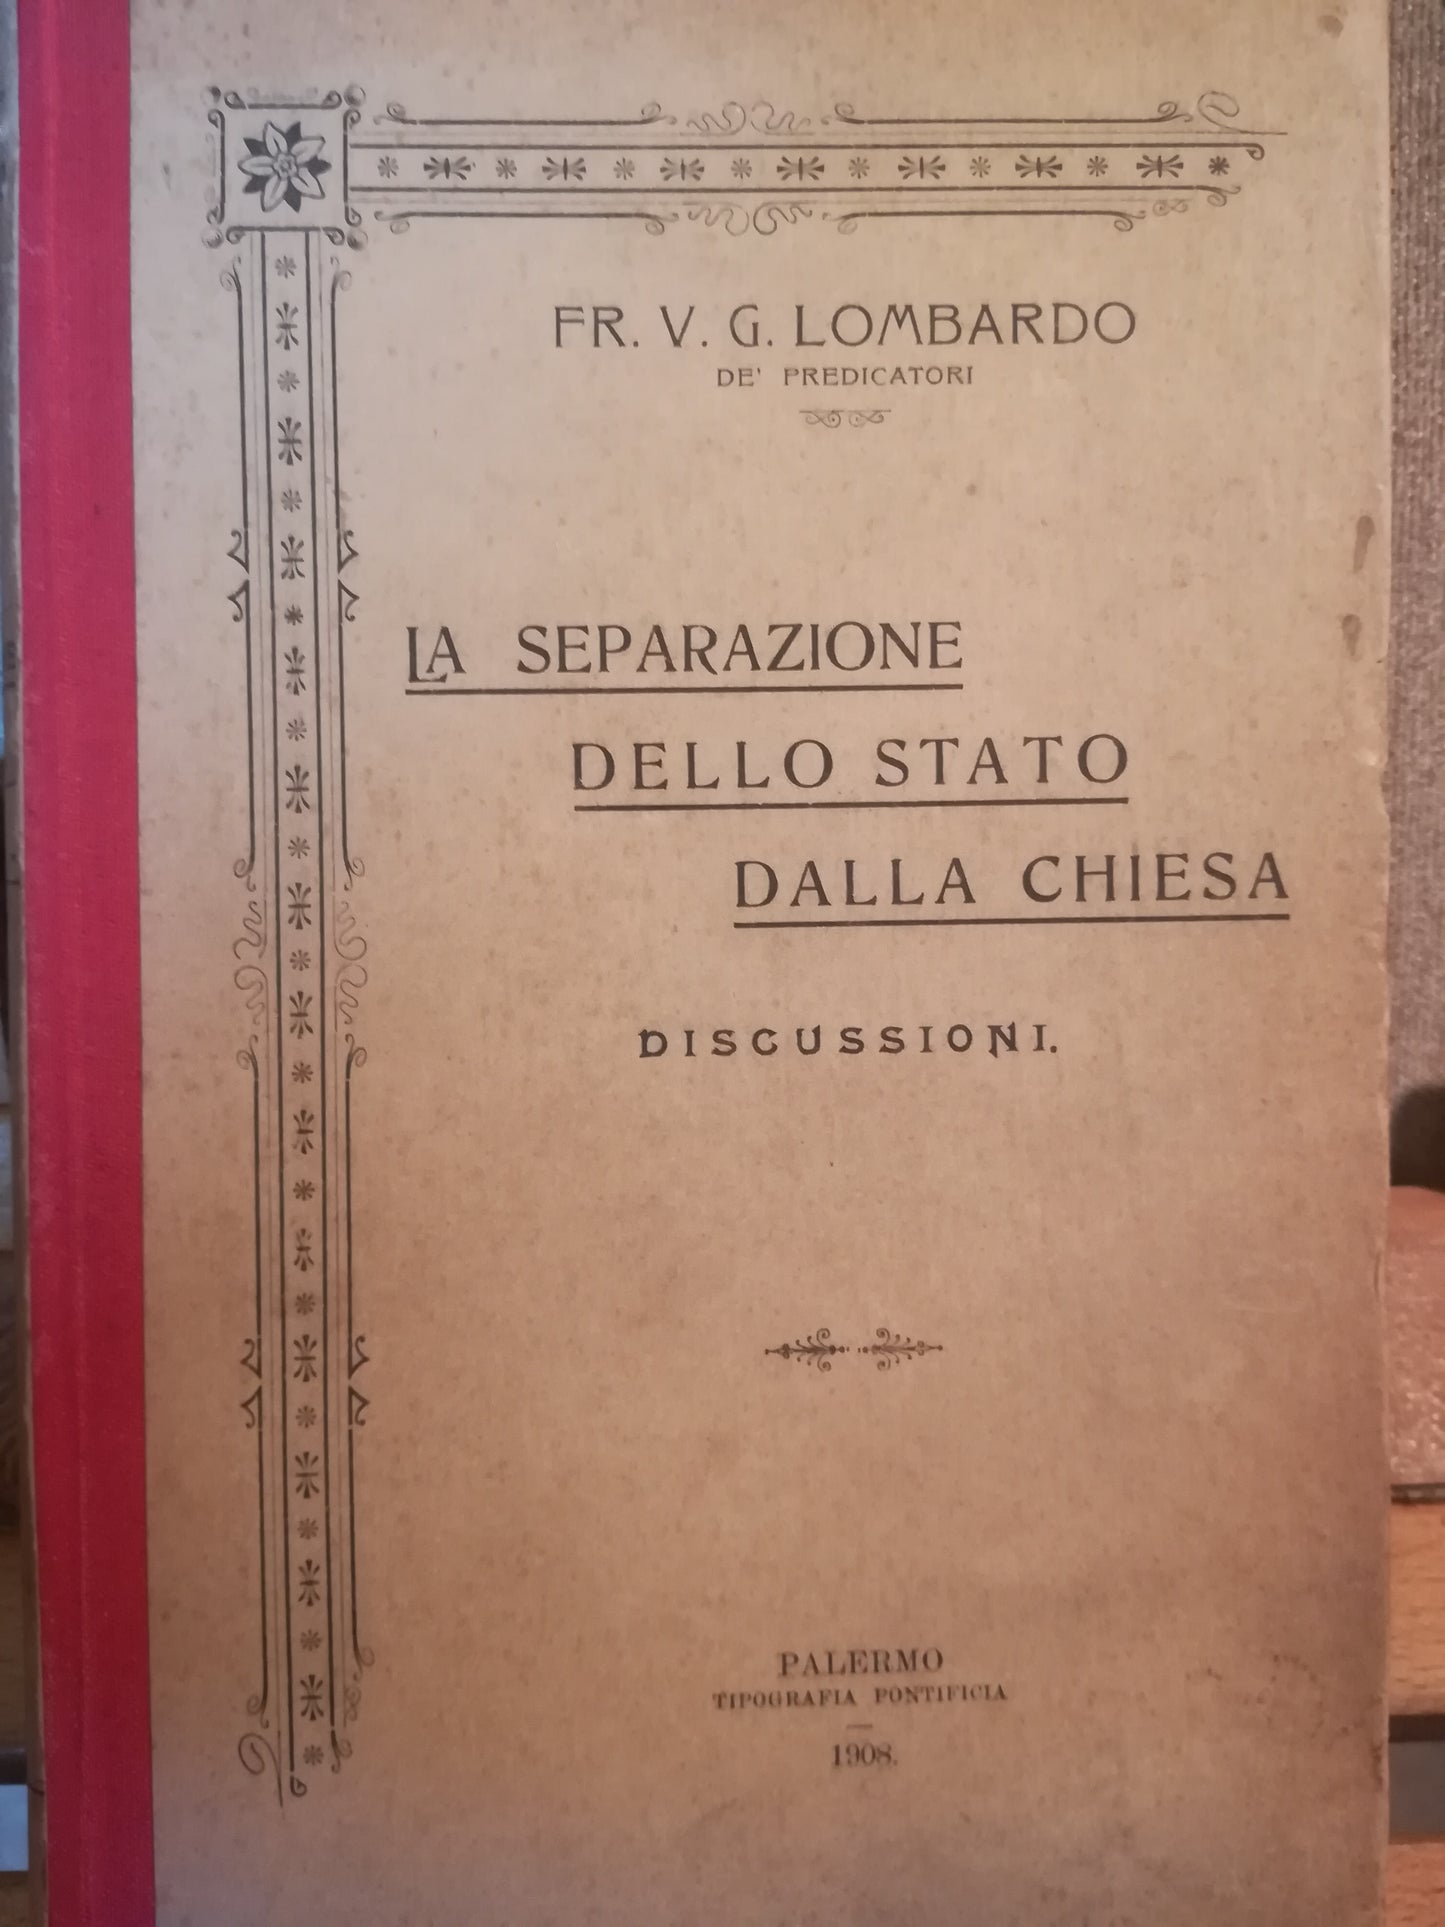 FR. V. G. LOMBARDO
DE' PREDICATORI
LA SEPARAZIONE
DELLO STATO
DALLA CHIESA
DISCUSSIONI.
PALERMO
TIPOGRAFIA PONTIFICIA
1908.